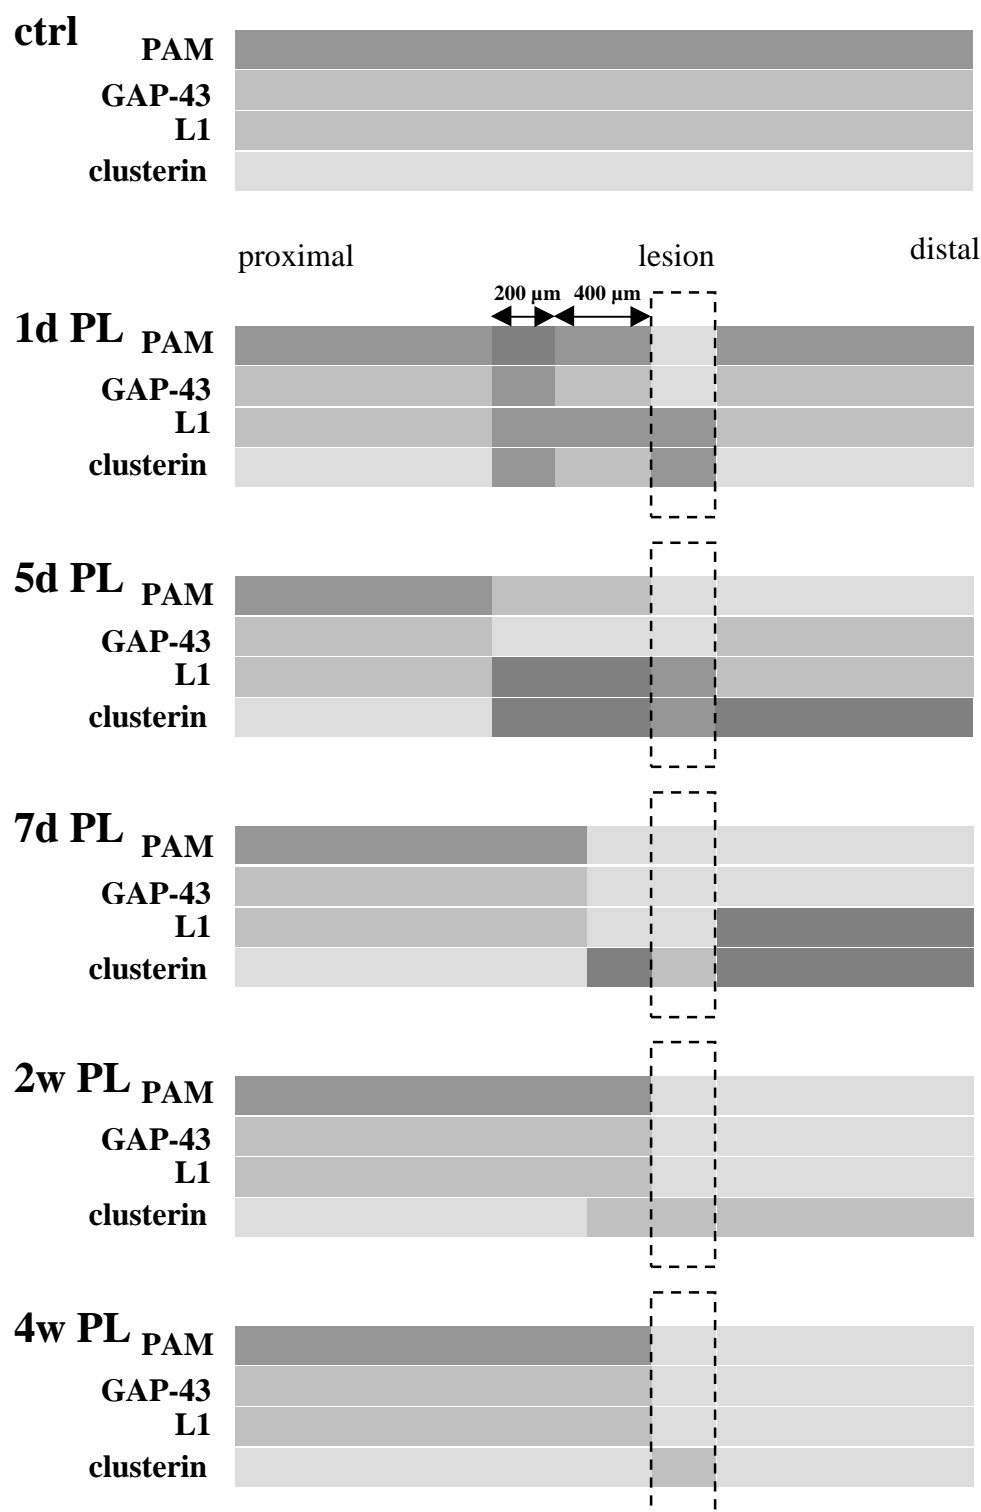 ctrl
PAM
GAP-43
L1
clusterin
proximal lesion distal
200 µm 400 µm
1d PL
PAM
GAP-43
L1
clusterin
5d PL
PAM
GAP-43
L1
clusterin
7d PL
PAM
GAP-43
L1
clusterin
2w PL
PAM
GAP-43
L1
clusterin
4w PL
PAM
GAP-43
L1
clusterin